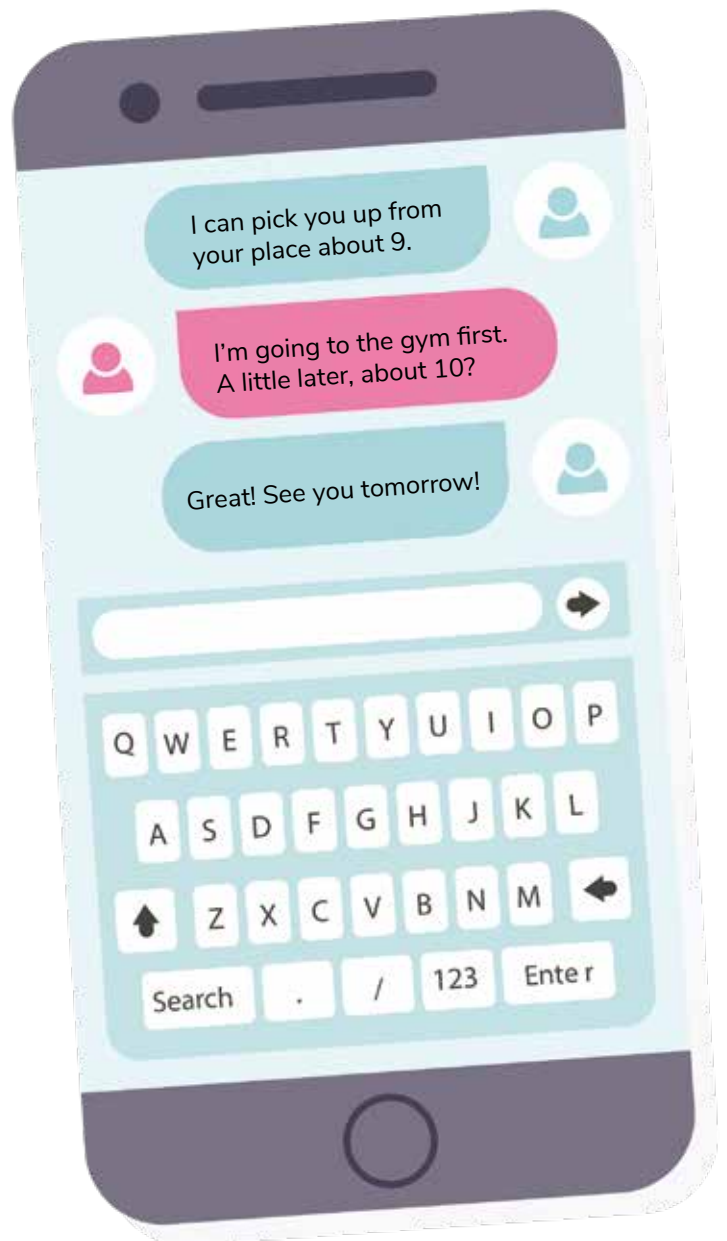 I can pick you up from
your place about 9.
I'm going to the gym first.
A little later, about 10?
Great! See you tomorrow!
Q W E R T Y U I O P
A S D F G H J K L
Z X C V B N M
Search . / 123 Enter